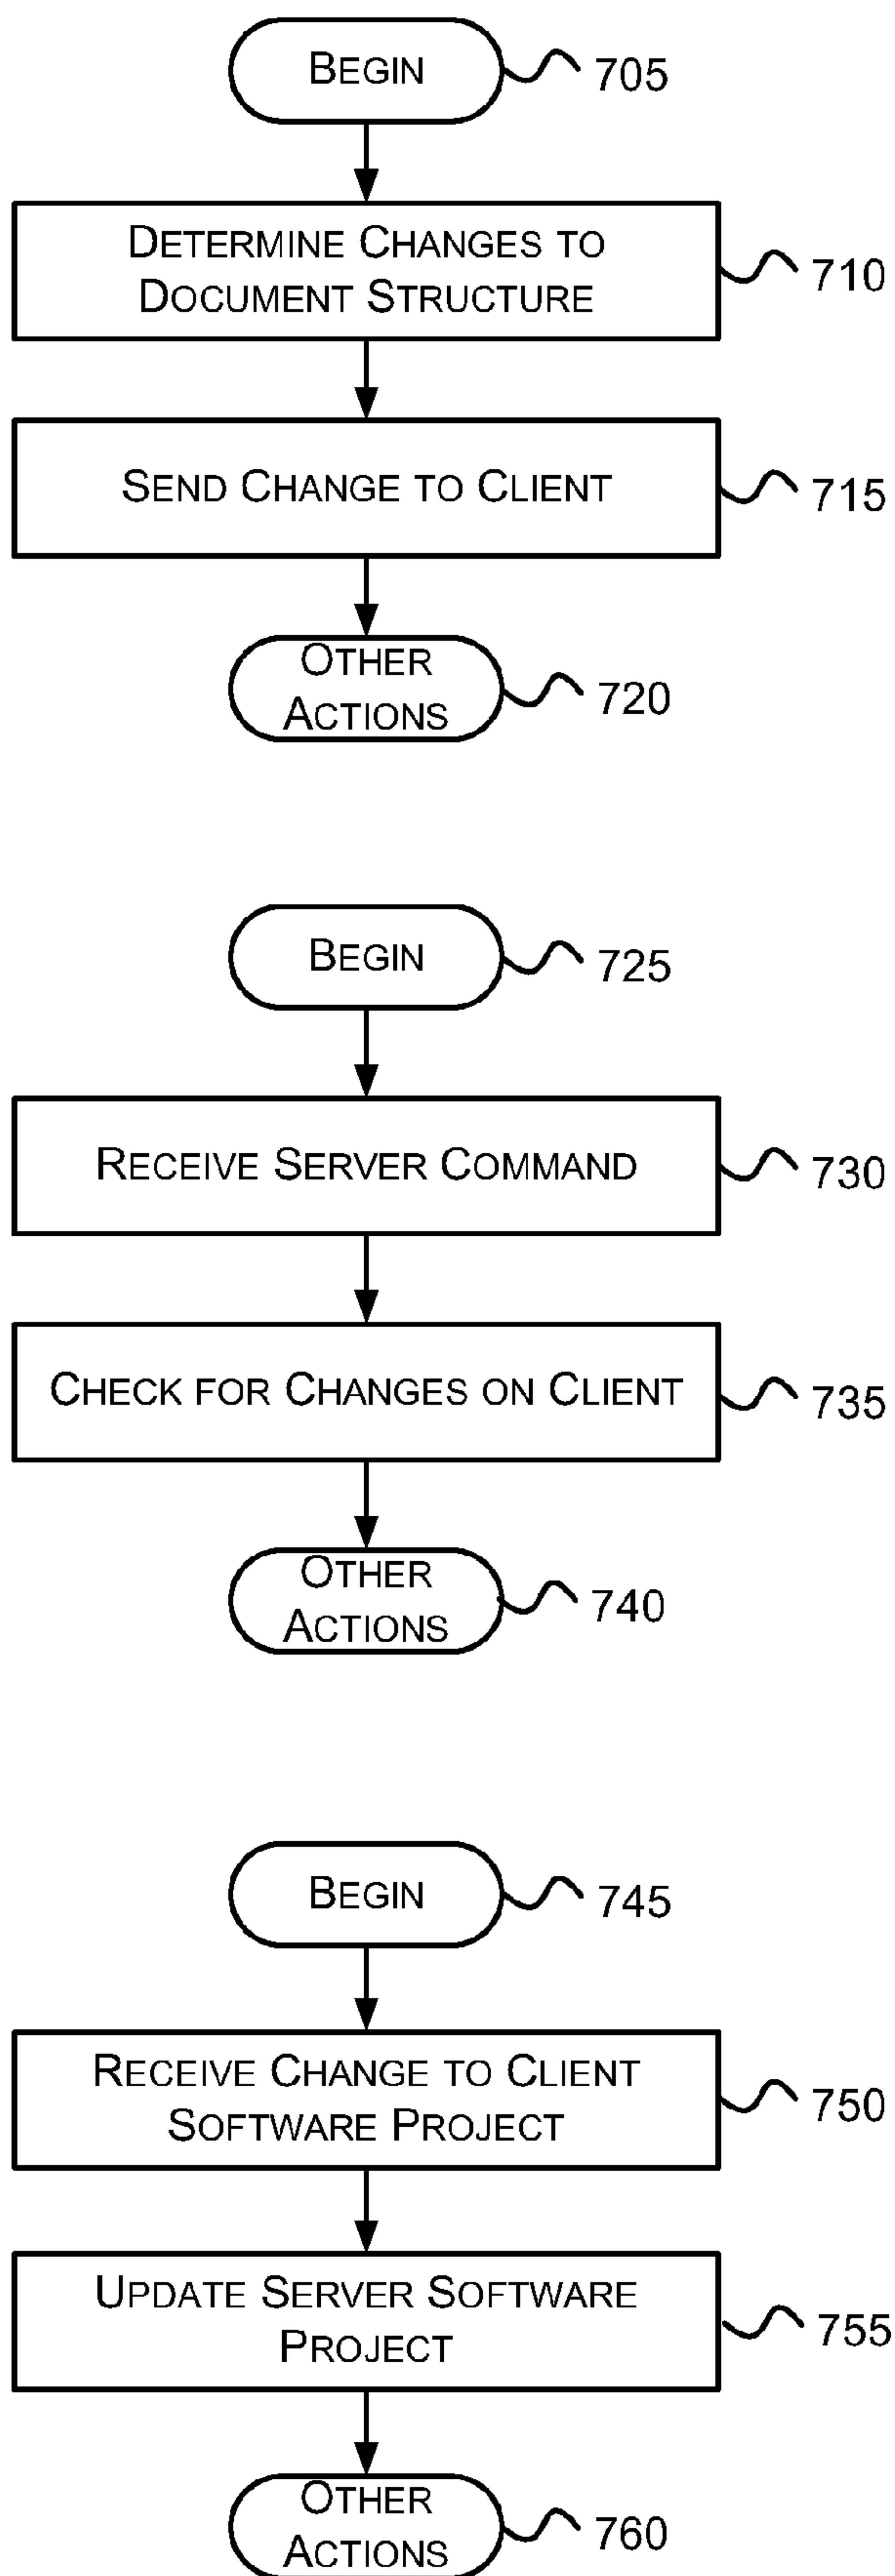 BEGIN
705
DETERMINE CHANGES TO
DOCUMENT STRUCTURE
710
SEND CHANGE TO CLIENT
715
OTHER
ACTIONS
720
BEGIN
725
RECEIVE SERVER COMMAND
730
CHECK FOR CHANGES ON CLIENT
735
OTHER
ACTIONS
740
BEGIN
745
RECEIVE CHANGE TO CLIENT
SOFTWARE PROJECT
750
UPDATE SERVER SOFTWARE
PROJECT
755
OTHER
ACTIONS
760